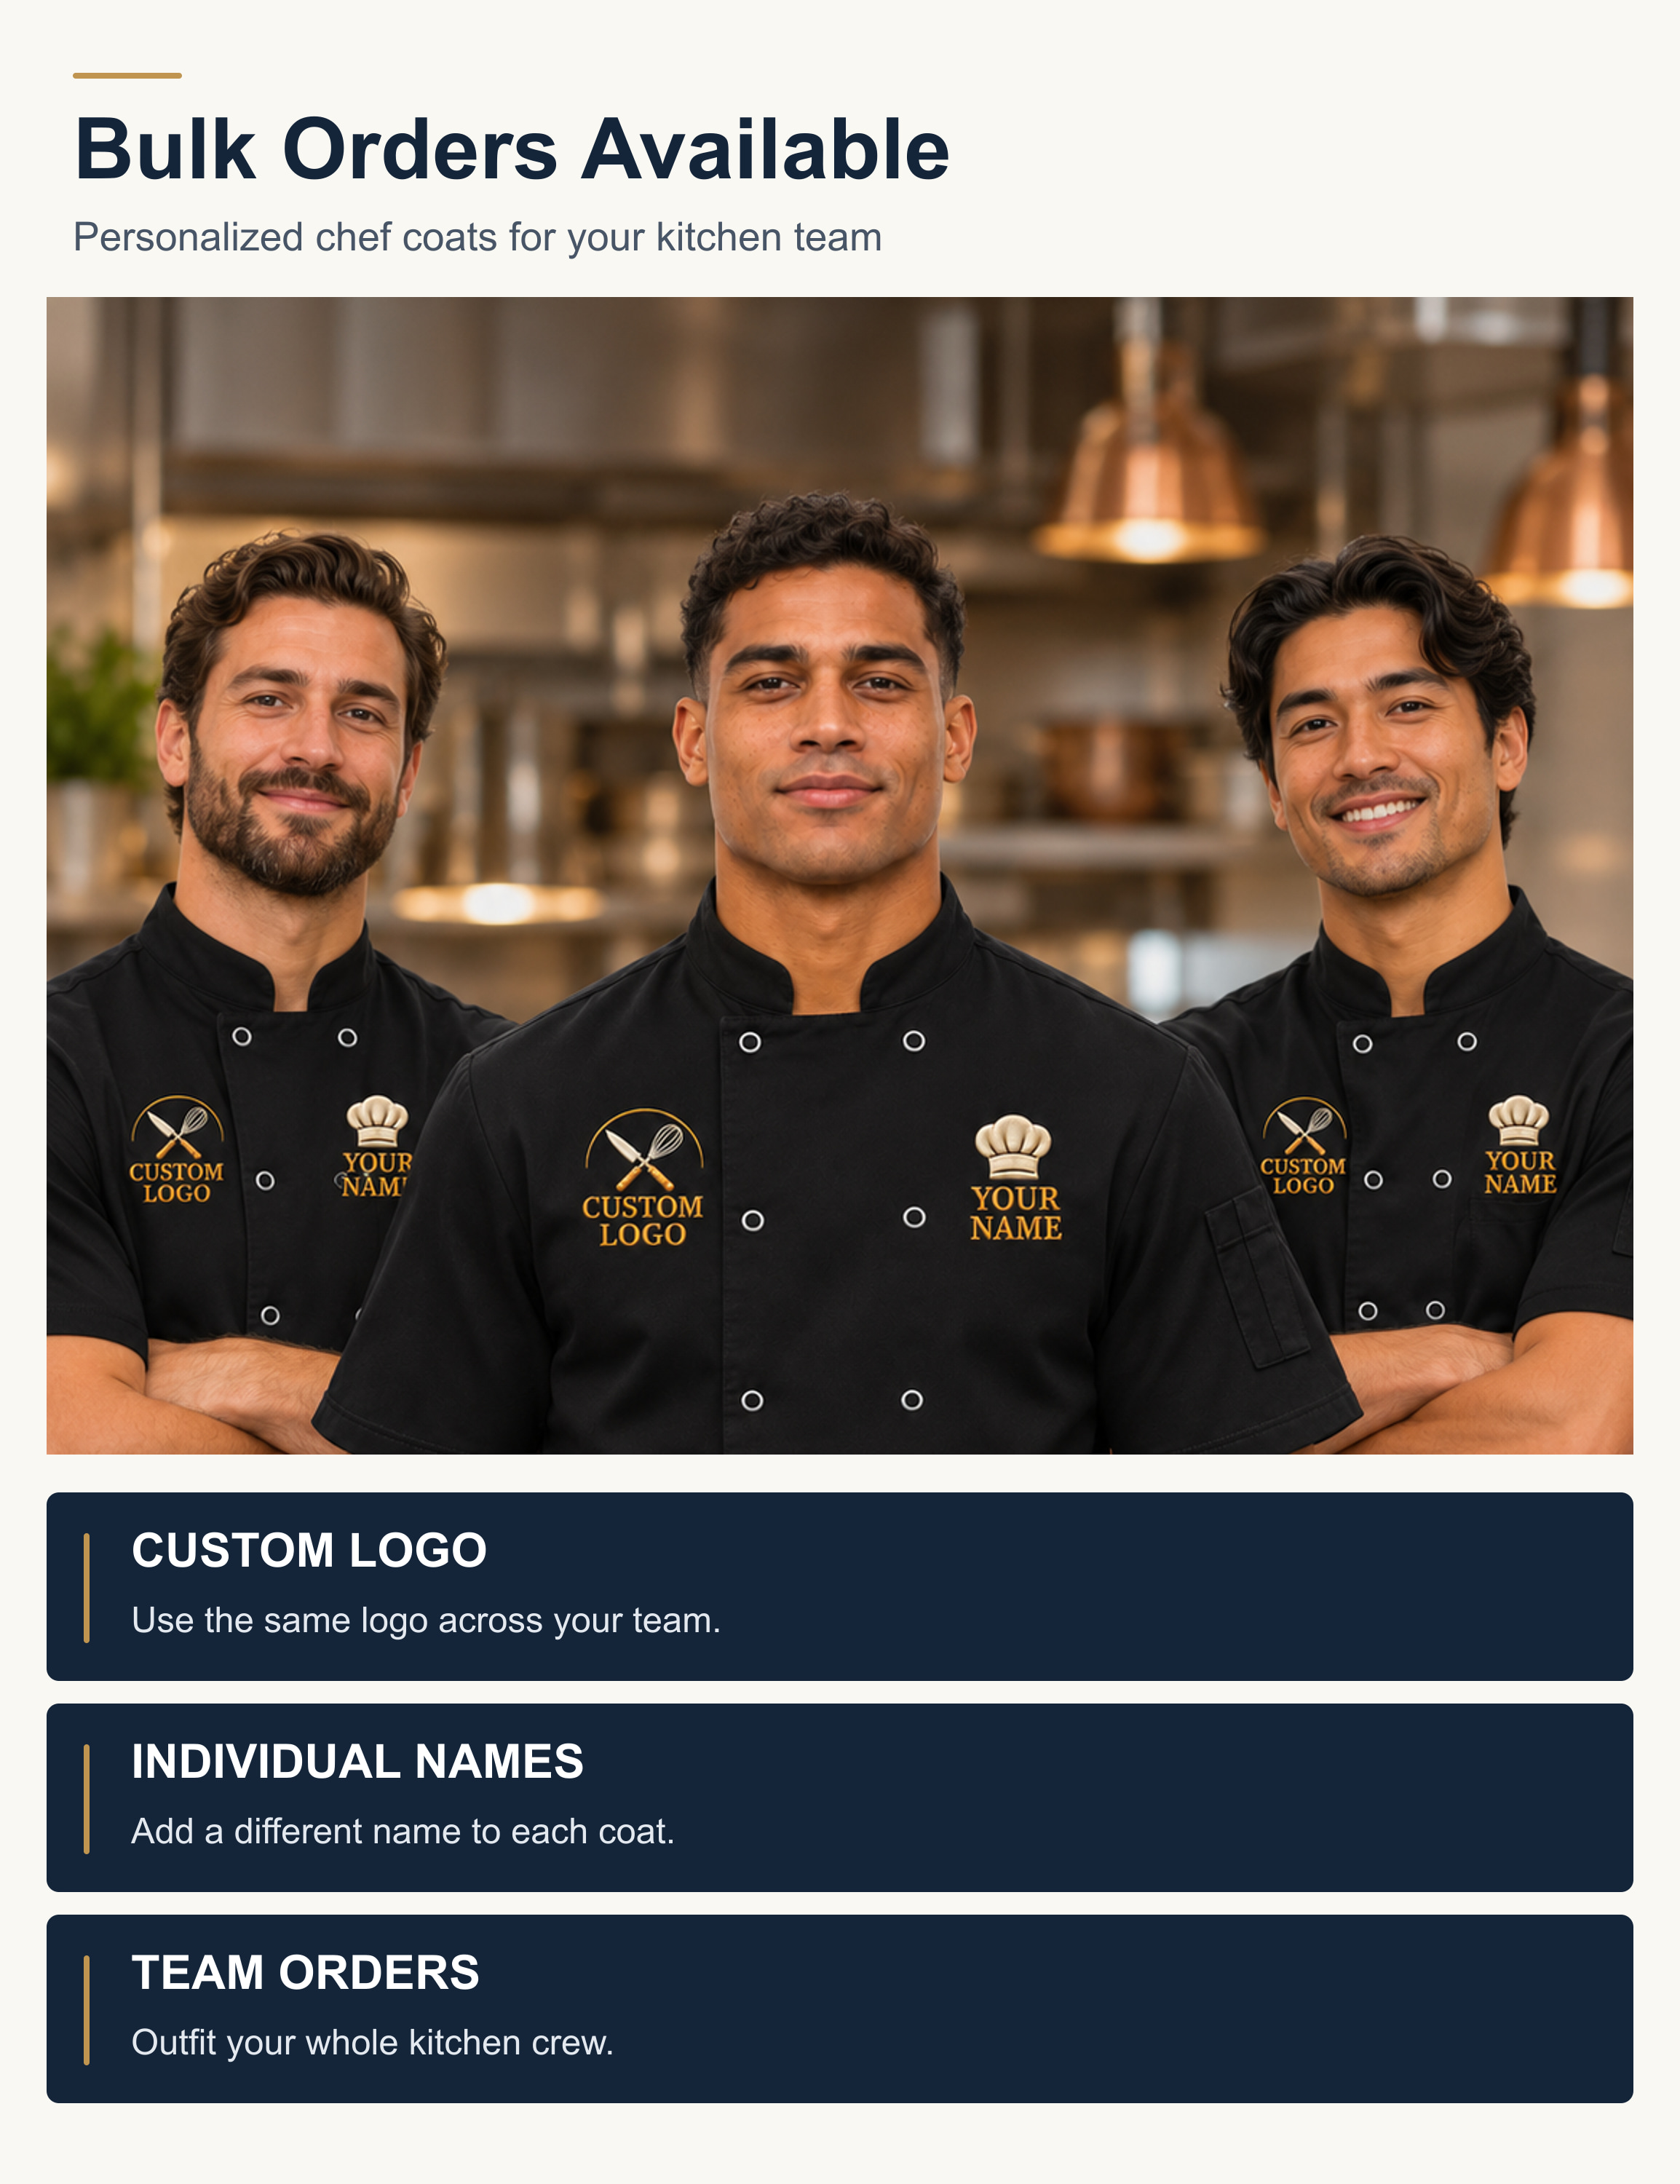 Bulk Orders Available
Personalized chef coats for your kitchen team
CUSTOM
LOGO
YOUR
CUSTOM
LOGO
YOUR
NAME
CUSTOM
LOGO
YOUR
NAME
CUSTOM LOGO
Use the same logo across your team.
INDIVIDUAL NAMES
Add a different name to each coat.
TEAM ORDERS
Outfit your whole kitchen crew.